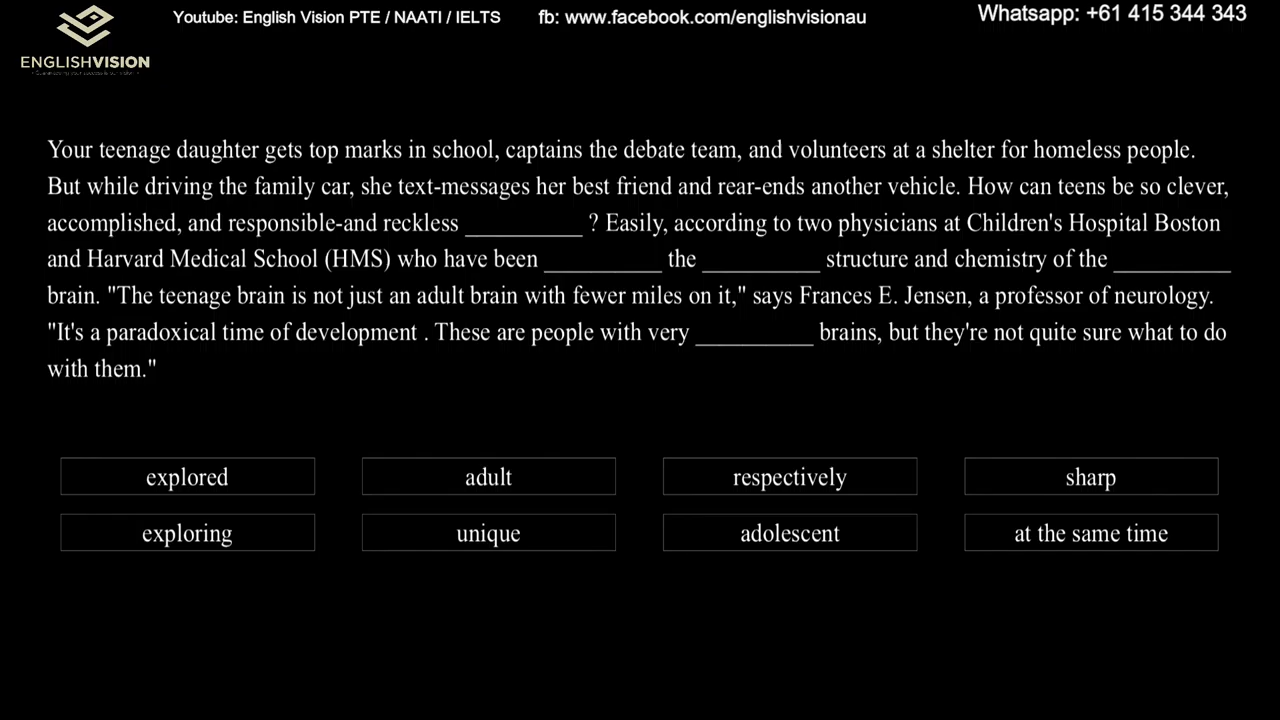 Youtube: English Vision PTE / NAATI / IELTS
fb: www.facebook.com/englishvisionau
Whatsapp: +61 415 344 343
ENGLISHVISION
Your teenage daughter gets top marks in school, captains the debate team, and volunteers at a shelter for homeless people.
But while driving the family car, she text-messages her best friend and rear-ends another vehicle. How can teens be so clever,
accomplished, and responsible-and reckless __________ ? Easily, according to two physicians at Children's Hospital Boston
and Harvard Medical School (HMS) who have been __________ the __________ structure and chemistry of the __________
brain. "The teenage brain is not just an adult brain with fewer miles on it," says Frances E. Jensen, a professor of neurology.
"It's a paradoxical time of development . These are people with very __________ brains, but they're not quite sure what to do
with them."
explored
adult
respectively
sharp
exploring
unique
adolescent
at the same time